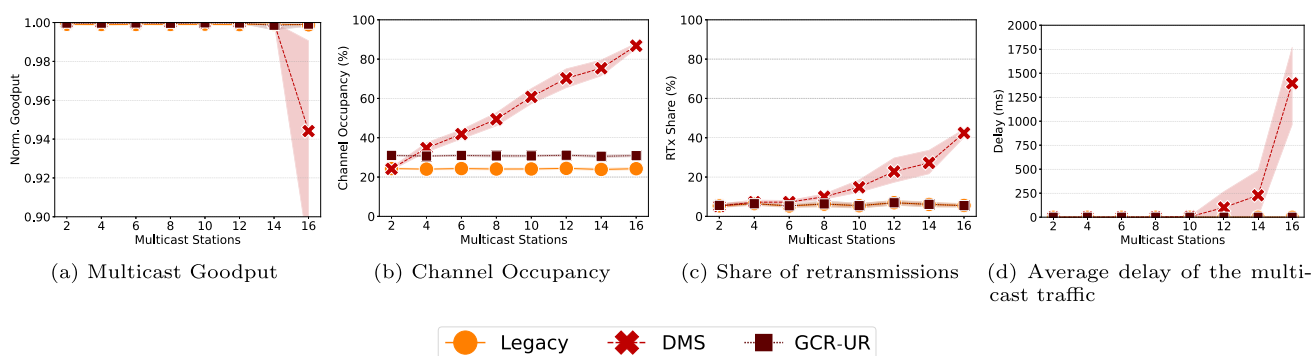 1.00
0.98
0.96
0.94
0.92
0.90
Norm. Goodput
2 4 6 8 10 12 14 16
Multicast Stations
(a) Multicast Goodput
100
80
60
40
20
0
Channel Occupancy (%)
2 4 6 8 10 12 14 16
Multicast Stations
(b) Channel Occupancy
100
80
60
40
20
0
RTx Share (%)
2 4 6 8 10 12 14 16
Multicast Stations
(c) Share of retransmissions
2000
1750
1500
1250
1000
750
500
250
0
Delay (ms)
2 4 6 8 10 12 14 16
Multicast Stations
(d) Average delay of the multi-
cast traffic
Legacy DMS GCR-UR